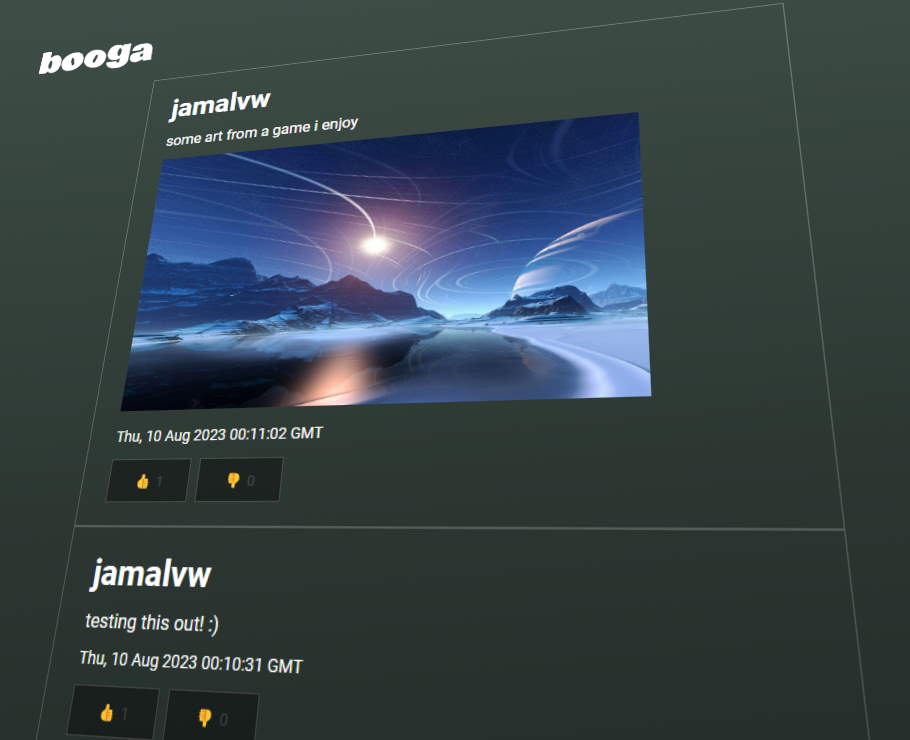 booga
jamalvw
some art from a game i enjoy
Thu, 10 Aug 2023 00:11:02 GMT
👍 1 👎 0
jamalvw
testing this out! :)
Thu, 10 Aug 2023 00:10:31 GMT
👍 1 👎 0